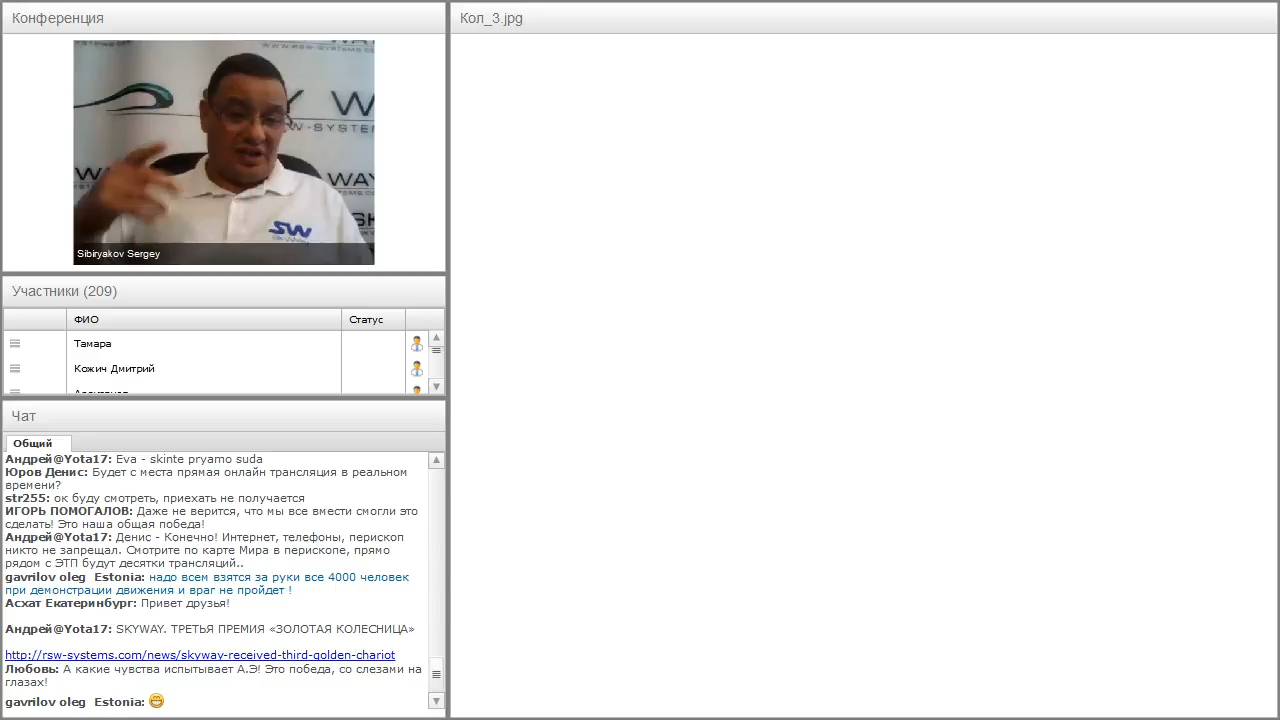 Конференция
Кол_3.jpg
SKY WAY
Sibiryakov Sergey
Участники (209)
ФИО
Статус
Тамара
Кожич Дмитрий
Чат
Общий
Андрей@Yota17: Eva - skinte pryamo suda
Юров Денис: Будет с места прямая онлайн трансляция в реальном
времени?
str255: ок буду смотреть, приехать не получается
ИГОРЬ ПОМОГАЛОВ: Даже не верится, что мы все вмести смогли это
сделать! Это наша общая победа!
Андрей@Yota17: Денис - Конечно! Интернет, телефоны, перископ
никто не запрещал. Смотрите по карте Мира в перископе, прямо
рядом с ЭТП будут десятки трансляций..
gavrilov oleg Estonia: надо всем взятся за руки все 4000 человек
при демонстрации движения и враг не пройдет !
Асхат Екатеринбург: Привет друзья!
Андрей@Yota17: SKYWAY. ТРЕТЬЯ ПРЕМИЯ «ЗОЛОТАЯ КОЛЕСНИЦА»
http://rsw-systems.com/news/skyway-received-third-golden-chariot
Любовь: А какие чувства испытывает А.Э! Это победа, со слезами на
глазах!
gavrilov oleg Estonia: